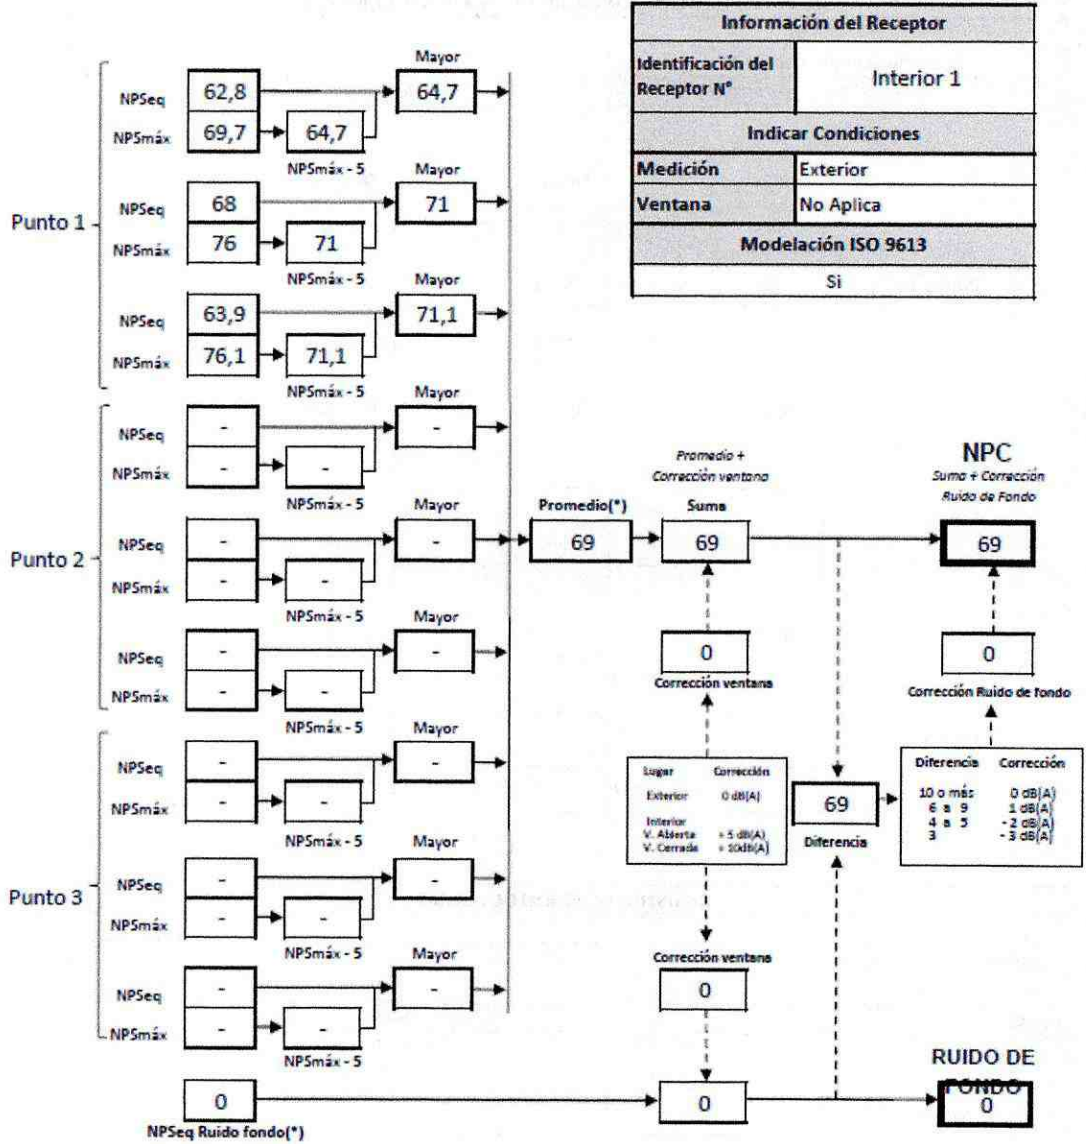 Información del Receptor
Identificación del Receptor N°
Interior 1
Indicar Condiciones
Medición Exterior
Ventana No Aplica
Modelación ISO 9613
Si
Punto 1
Mayor
NPSeq 62,8 64,7
NPSmáx 69,7 64,7
NPSmáx - 5
Mayor
NPSeq 68 71
NPSmáx 76 71
NPSmáx - 5
Mayor
NPSeq 63,9 71,1
NPSmáx 76,1 71,1
NPSmáx - 5
Punto 2
Mayor
NPSeq - -
NPSmáx - -
NPSmáx - 5
Mayor
NPSeq - -
NPSmáx - -
NPSmáx - 5
Mayor
NPSeq - -
NPSmáx - -
NPSmáx - 5
Punto 3
Mayor
NPSeq - -
NPSmáx - -
NPSmáx - 5
Mayor
NPSeq - -
NPSmáx - -
NPSmáx - 5
Mayor
NPSeq - -
NPSmáx - -
NPSmáx - 5
Promedio(*)
69
Promedio +
Corrección ventana
Suma
69
0
Corrección ventana
Lugar Corrección
Exterior 0 dB(A)
Interior
V. Abierta + 5 dB(A)
V. Cerrada + 10dB(A)
Corrección ventana
0
69
Diferencia
NPC
Suma + Corrección
Ruido de Fondo
69
0
Corrección Ruido de fondo
Diferencia Corrección
10 o más 0 dB(A)
6 a 9 1 dB(A)
4 a 5 - 2 dB(A)
3 - 3 dB(A)
0
NPSeq Ruido fondo(*)
0
RUIDO DE
FONDO
0